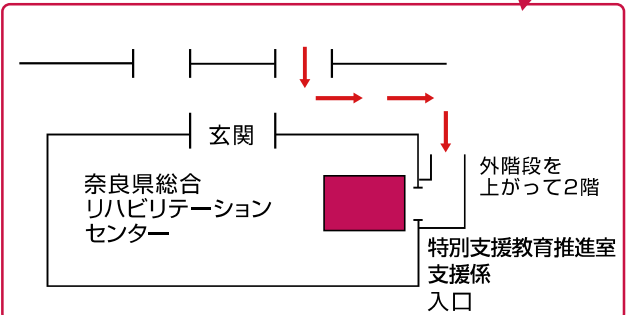 玄関
外階段を
上がって2階
奈良県総合
リハビリテーション
センター
特別支援教育推進室
支援係
入口